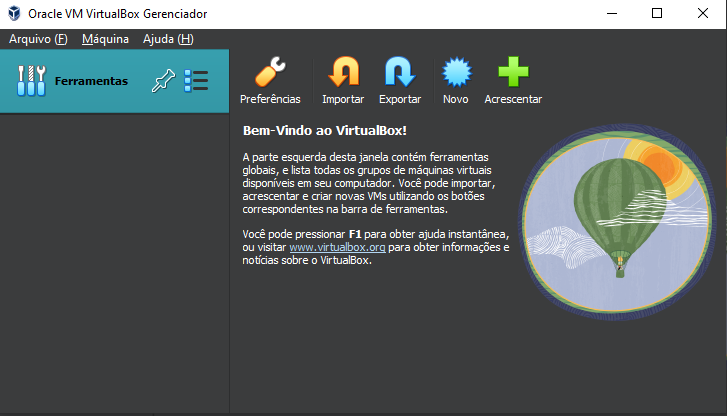 Oracle VM VirtualBox Gerenciador
Arquivo (F) Máquina Ajuda (H)
Ferramentas
Preferências Importar Exportar Novo Acrescentar
Bem-Vindo ao VirtualBox!
A parte esquerda desta janela contém ferramentas
globais, e lista todas os grupos de máquinas virtuais
disponíveis em seu computador. Você pode importar,
acrescentar e criar novas VMs utilizando os botões
correspondentes na barra de ferramentas.
Você pode pressionar F1 para obter ajuda instantânea,
ou visitar www.virtualbox.org para obter informações e
notícias sobre o VirtualBox.